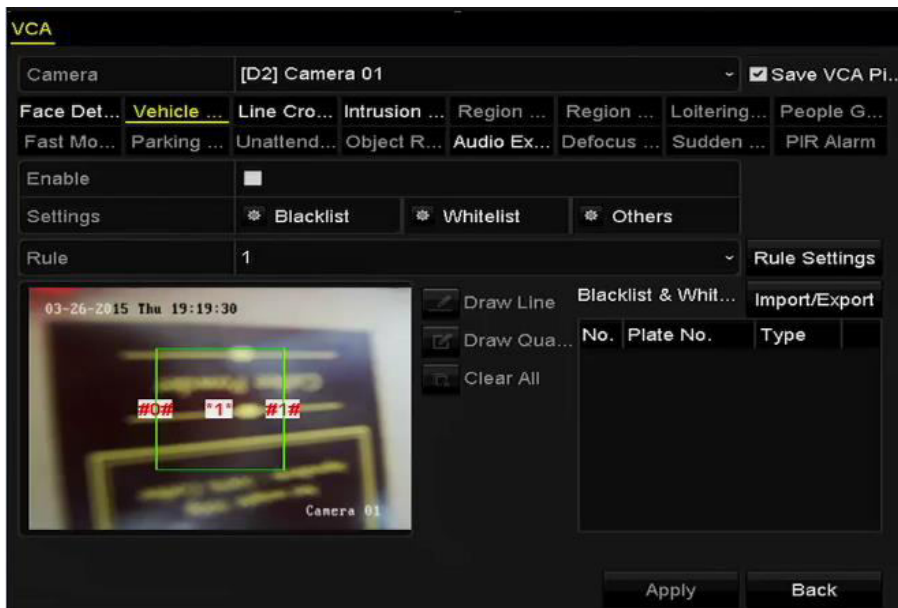 VCA
Camera [D2] Camera 01 Save VCA Pi..
Face Det... Vehicle ... Line Cro... Intrusion ... Region ... Region ... Loitering... People G...
Fast Mo... Parking ... Unattend... Object R... Audio Ex... Defocus ... Sudden ... PIR Alarm
Enable
Settings Blacklist Whitelist Others
Rule 1 Rule Settings
03-26-2015 Thu 19:19:30
#0# *1* #1#
Camera 01
Draw Line
Draw Qua...
Clear All
Blacklist & Whit... Import/Export
No. Plate No. Type
Apply Back